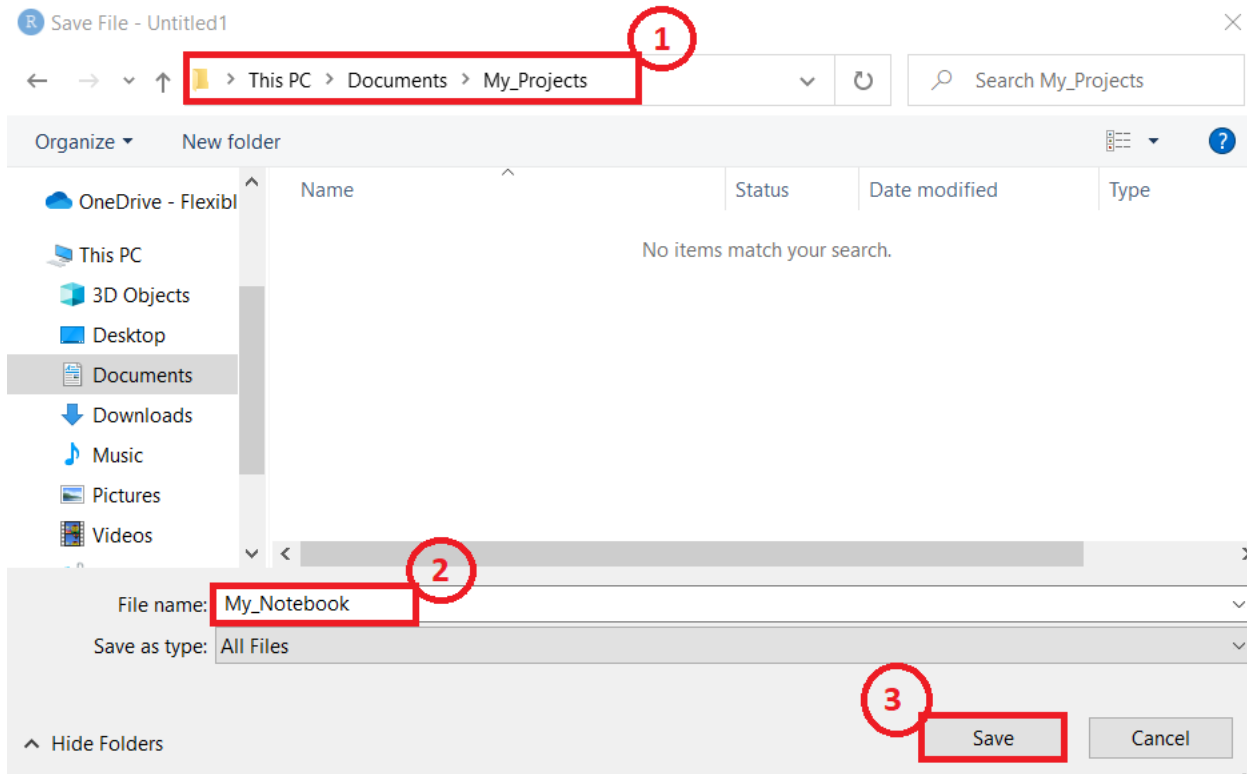 R Save File - Untitled1
1
This PC > Documents > My_Projects
Search My_Projects
Organize New folder
?
OneDrive - Flexibl
Name Status Date modified Type
No items match your search.
This PC
3D Objects
Desktop
Documents
Downloads
Music
Pictures
Videos
2
File name: My_Notebook
Save as type: All Files
3
Hide Folders
Save Cancel